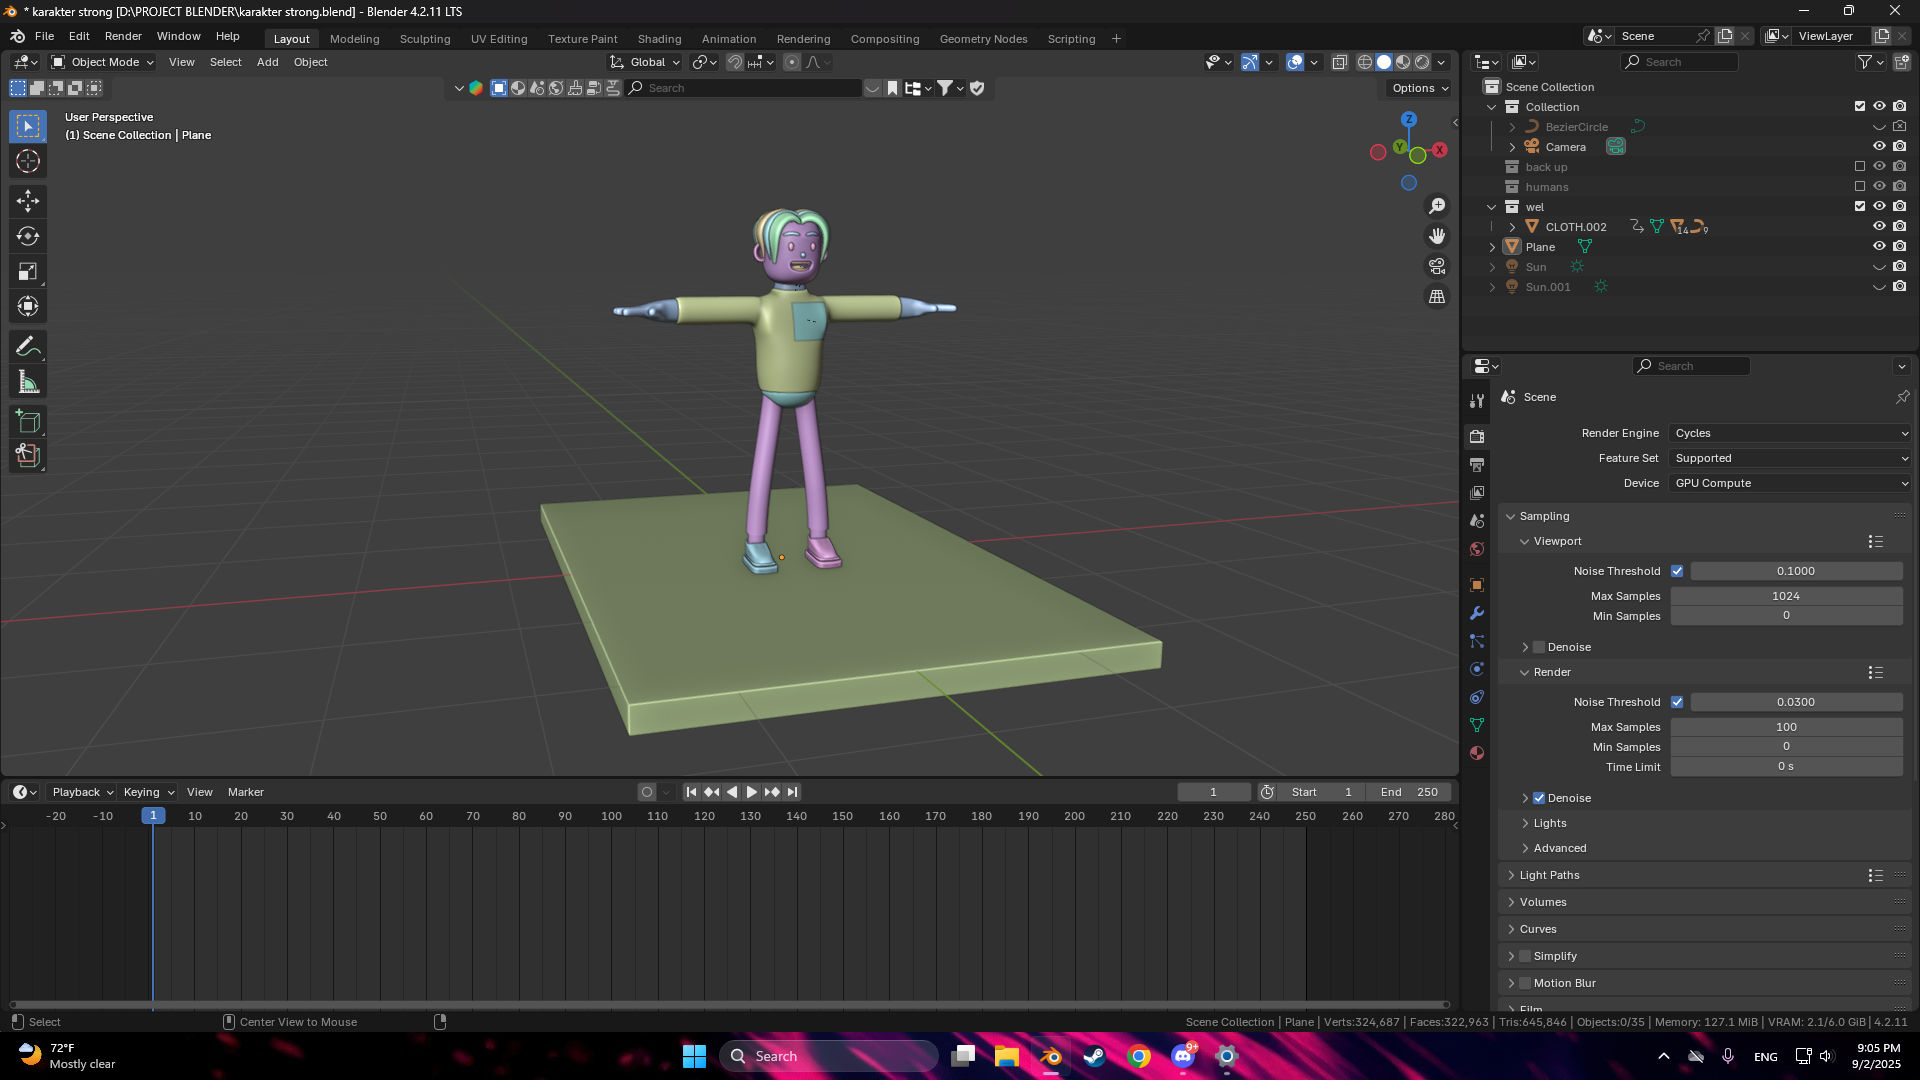 * karakter strong [D:\PROJECT BLENDER\karakter strong.blend] - Blender 4.2.11 LTS
File Edit Render Window Help Layout Modeling Sculpting UV Editing Texture Paint Shading Animation Rendering Compositing Geometry Nodes Scripting + Scene ViewLayer
Object Mode View Select Add Object Global Search
Search Options
User Perspective
(1) Scene Collection | Plane
Z
Y
X
Scene Collection
Collection
BezierCircle
Camera
back up
humans
wel
CLOTH.002 14 9
Plane
Sun
Sun.001
Search
Scene
Render Engine Cycles
Feature Set Supported
Device GPU Compute
Sampling
Viewport
Noise Threshold 0.1000
Max Samples 1024
Min Samples 0
Denoise
Render
Noise Threshold 0.0300
Max Samples 100
Min Samples 0
Time Limit 0 s
Denoise
Lights
Advanced
Light Paths
Volumes
Curves
Simplify
Motion Blur
Film
Playback Keying View Marker 1 Start 1 End 250
-20 -10 1 10 20 30 40 50 60 70 80 90 100 110 120 130 140 150 160 170 180 190 200 210 220 230 240 250 260 270 280
Select Center View to Mouse
Scene Collection | Plane | Verts:324,687 | Faces:322,963 | Tris:645,846 | Objects:0/35 | Memory: 127.1 MiB | VRAM: 2.1/6.0 GiB | 4.2.11
72°F
Mostly clear
Search
9+
ENG
9:05 PM
9/2/2025